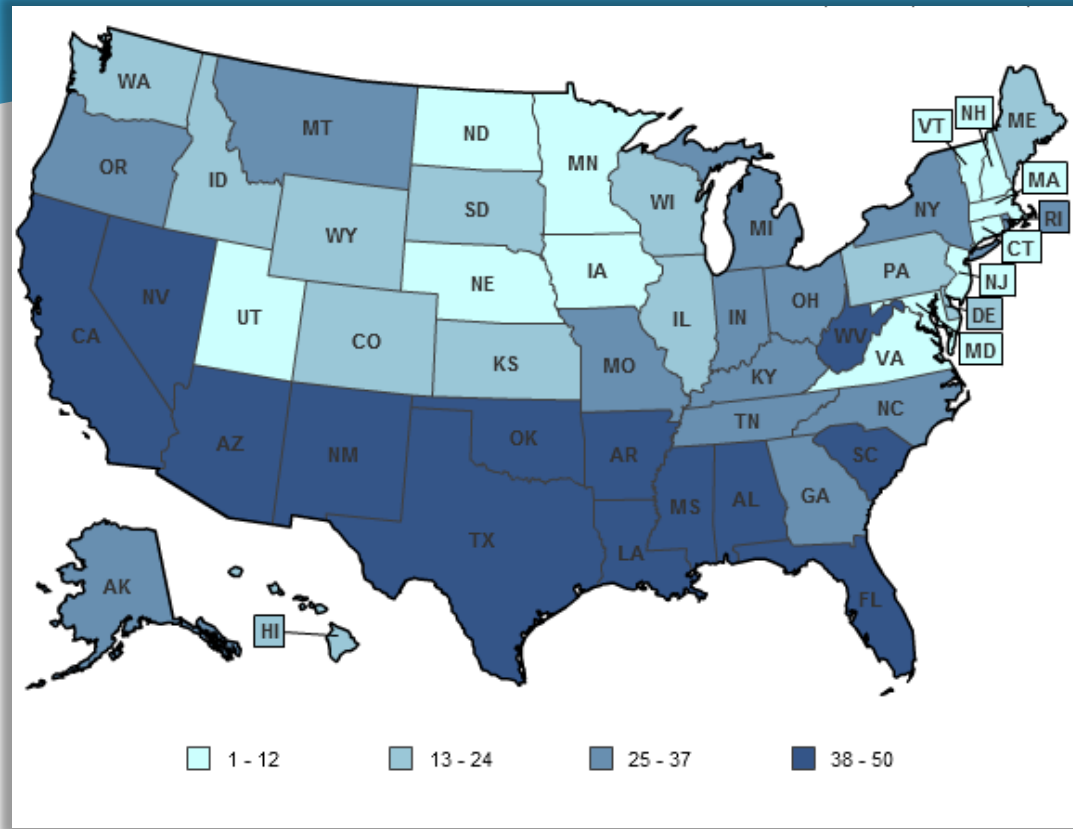 WA
MT
ND
MN
VT
NH
ME
OR
ID
SD
WI
MI
NY
MA
RI
WY
CT
NV
UT
NE
IA
PA
NJ
CA
CO
IL
IN
OH
DE
KS
MO
WV
VA
MD
KY
AZ
NM
OK
AR
TN
NC
TX
LA
MS
AL
GA
SC
AK
HI
FL
1 - 12
13 - 24
25 - 37
38 - 50